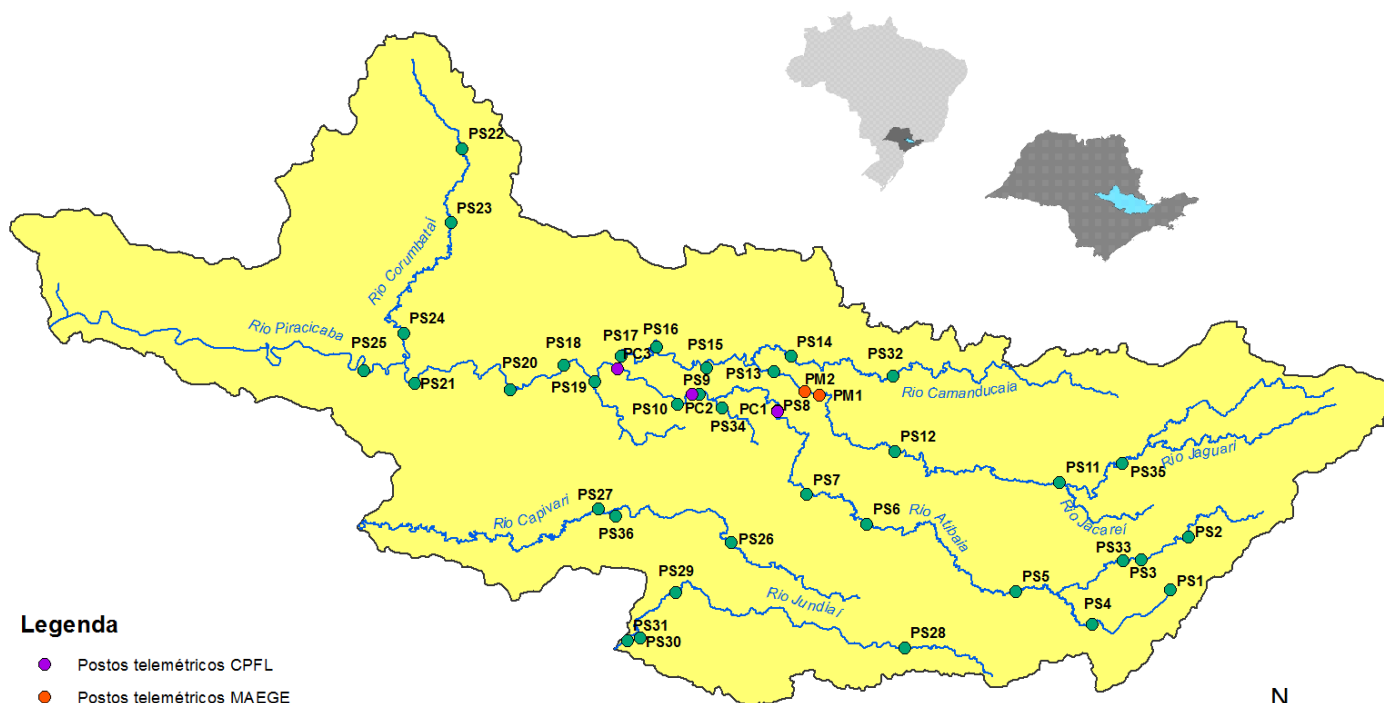 PS22
PS23
Rio Corumbataí
PS24
Rio Piracicaba
PS25
PS21
PS20
PS18
PS19
PS17
PC3
PS16
PS15
PS14
PS13
PS32
Rio Camanducaia
PM2
PM1
PS9
PS10
PC2
PS34
PC1
PS8
PS12
PS11
PS35
Rio Jaguari
Rio Jacareí
PS7
PS6
Rio Atibaia
PS27
Rio Capivari
PS36
PS26
PS2
PS33
PS3
PS1
PS5
PS4
PS29
Rio Jundiaí
PS31
PS30
PS28
Legenda
Postos telemétricos CPFL
Postos telemétricos MAEGE
N